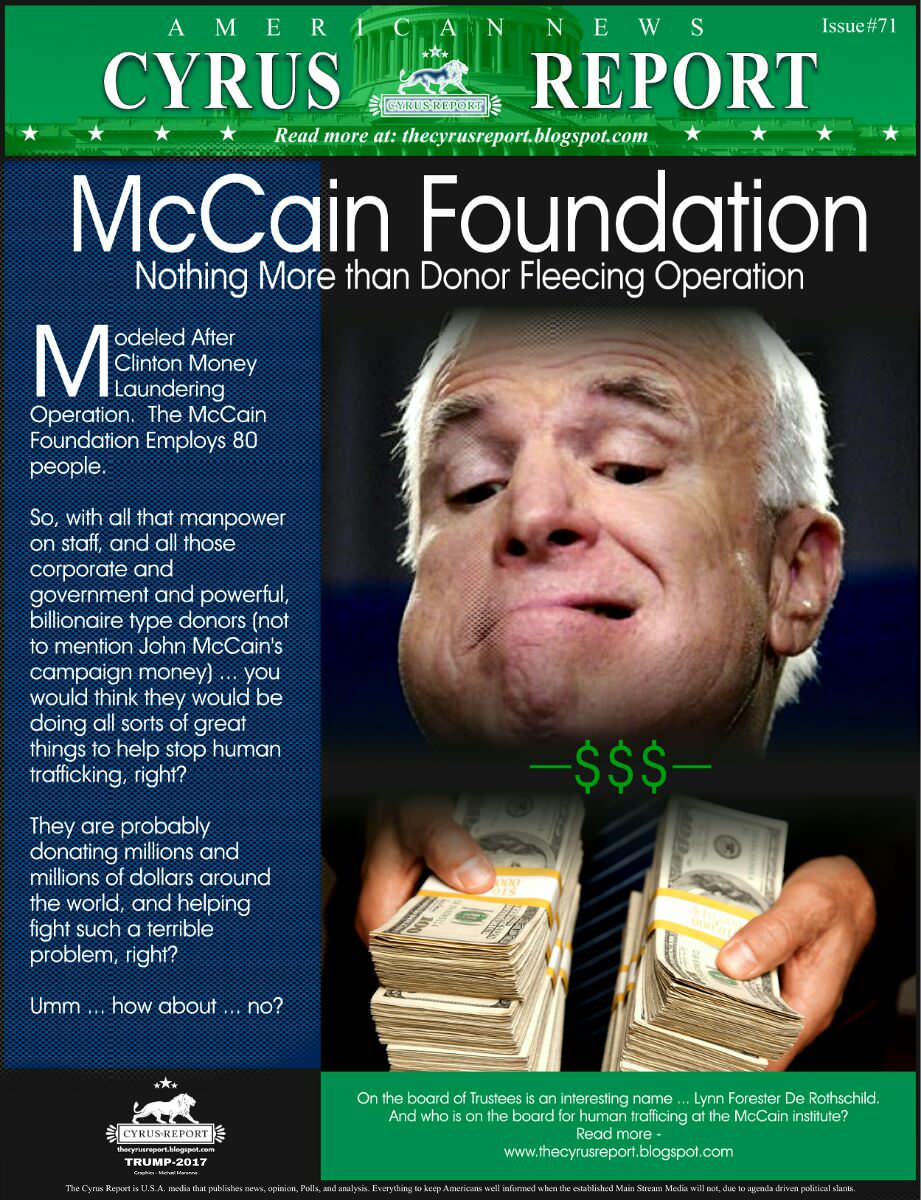 AMERICAN NEWS
Issue#71
CYRUS REPORT
CYRUS-REPORT
Read more at: thecyrusreport.blogspot.com
McCain Foundation
Nothing More than Donor Fleecing Operation
Modeled After
Clinton Money
Laundering
Operation. The McCain
Foundation Employs 80
people.
So, with all that manpower
on staff, and all those
corporate and
government and powerful,
billionaire type donors (not
to mention John McCain's
campaign money) ... you
would think they would be
doing all sorts of great
things to help stop human
trafficking, right?
They are probably
donating millions and
millions of dollars around
the world, and helping
fight such a terrible
problem, right?
Umm ... how about ... no?
—$$$—
CYRUS-REPORT
thecyrusreport.blogspot.com
TRUMP-2017
On the board of Trustees is an interesting name ... Lynn Forester De Rothschild.
And who is on the board for human trafficing at the McCain institute?
Read more -
www.thecyrusreport.blogspot.com
The Cyrus Report is U.S.A. media that publishes news, opinion, Polls, and analysis. Everything to keep Americans well informed when the established Main Stream Media will not, due to agenda driven political slants.